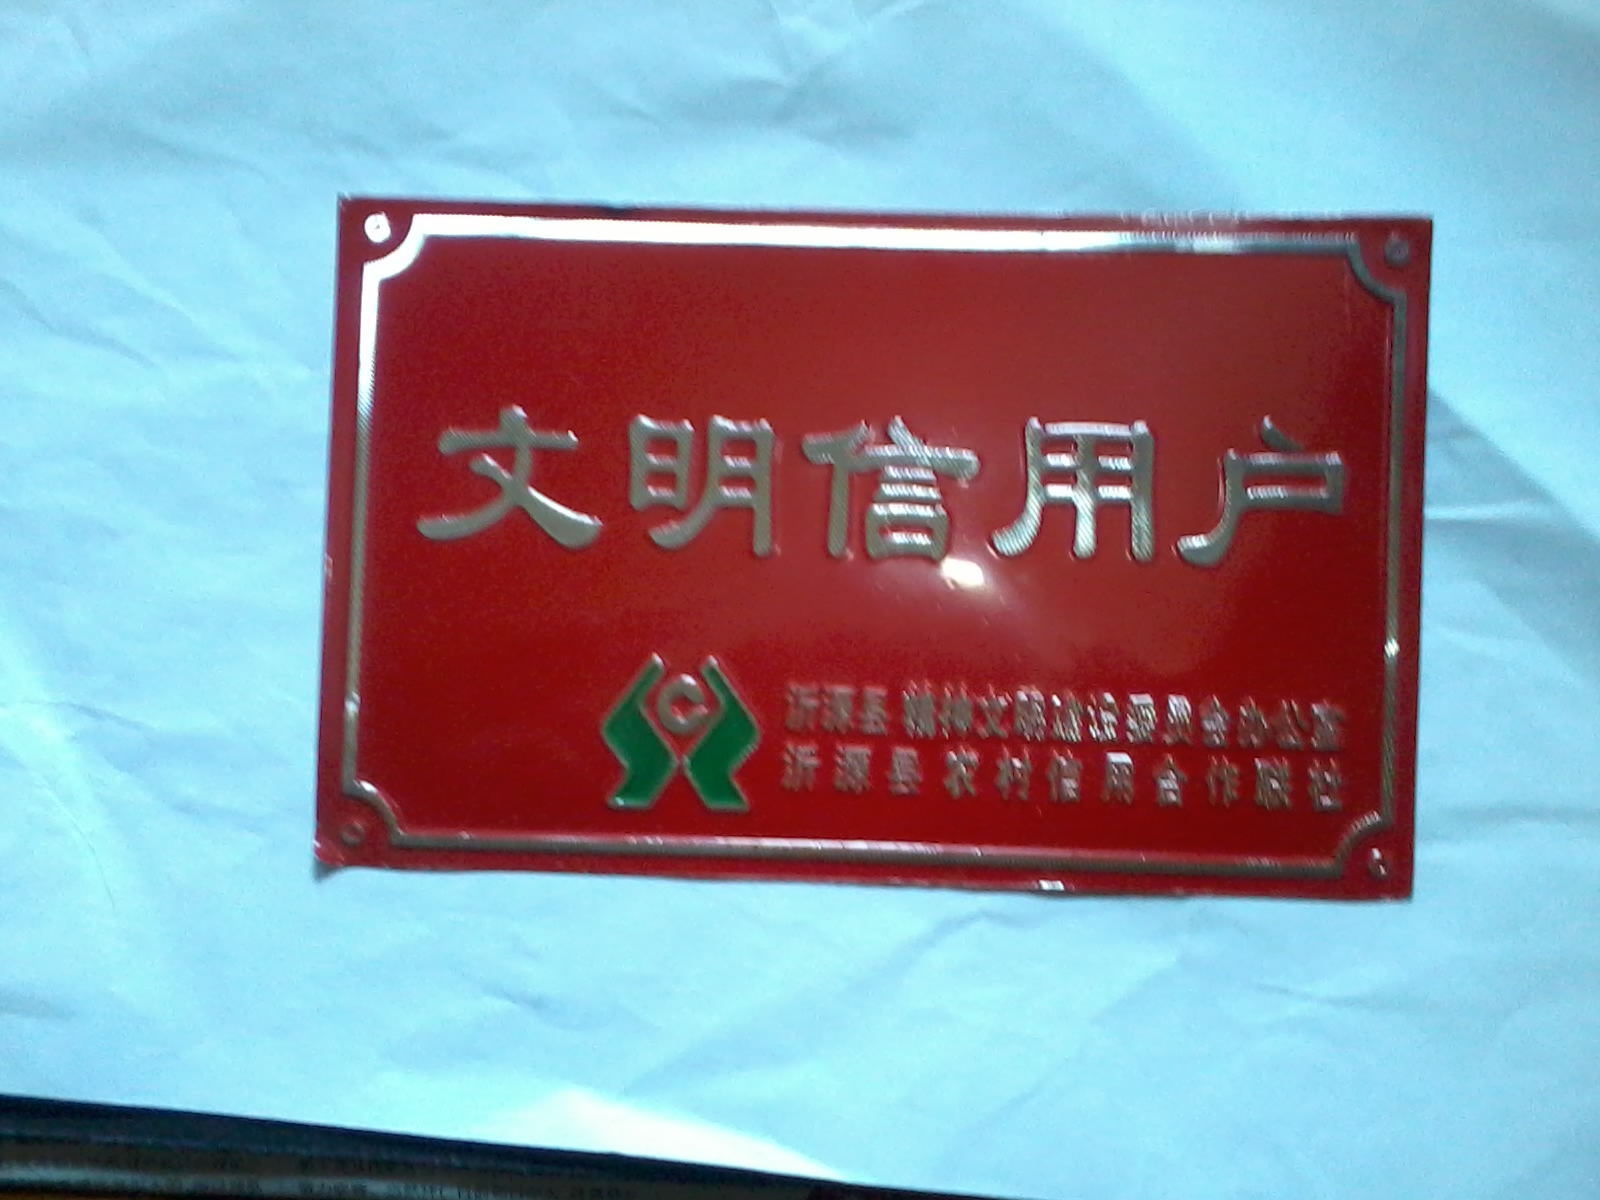 文明信用户
沂源县精神文明建设委员会办公室
沂源县农村信用合作联社